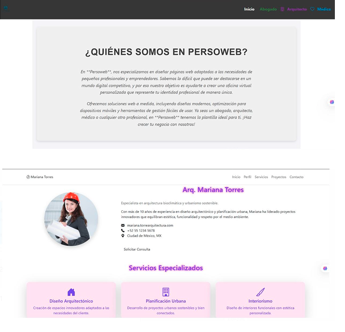 Inicio
¿QUIÉNES SOMOS EN PERSOWEB?
En **Persoweb**, nos especializamos en diseñar páginas web adaptadas a las necesidades de
pequeños profesionales y emprendedores. Sabemos lo difícil que puede ser destacarse en un
mundo digital competitivo, y por eso nuestro objetivo es ayudarte a crear una oficina virtual
personalizada que represente tu identidad profesional de manera única.
Ofrecemos soluciones web a medida, incluyendo diseños modernos, optimización para
dispositivos móviles y herramientas de gestión fáciles de usar. Ya seas un abogado, arquitecto,
médico o cualquier otro profesional, en **Persoweb** tenemos la plantilla ideal para ti. ¡Haz
crecer tu negocio con nosotros!
Mariana Torres
Inicio Perfil Servicios Proyectos Contacto
Arq. Mariana Torres
Especialista en arquitectura bioclimática y urbanismo sostenible
Con más de 10 años de experiencia en diseño arquitectónico y planificación urbana, Mariana ha liderado proyectos
innovadores que equilibran estética, funcionalidad y respeto por el medio ambiente.
+52 55 1234 5678
Ciudad de México, MX
Solicitar Consulta
Servicios Especializados
Diseño Arquitectónico
Creación de espacios innovadores adaptados a las
necesidades del cliente
Planificación Urbana
Desarrollo de proyectos urbanos sostenibles y bien
conectados
Interiorismo
Diseño de interiores funcionales con estética
personalizada